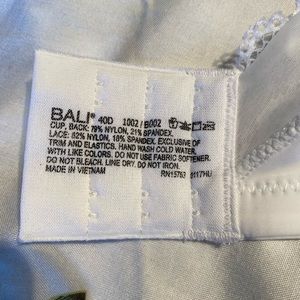 BALI® 40D 1002 / B002
CUP, BACK: 79% NYLON, 21% SPANDEX.
LACE: 82% NYLON, 18% SPANDEX. EXCLUSIVE OF
TRIM AND ELASTICS. HAND WASH COLD WATER,
WITH LIKE COLORS. DO NOT USE FABRIC SOFTENER.
DO NOT BLEACH. LINE DRY. DO NOT IRON.
MADE IN VIETNAM RN15763 8117HU